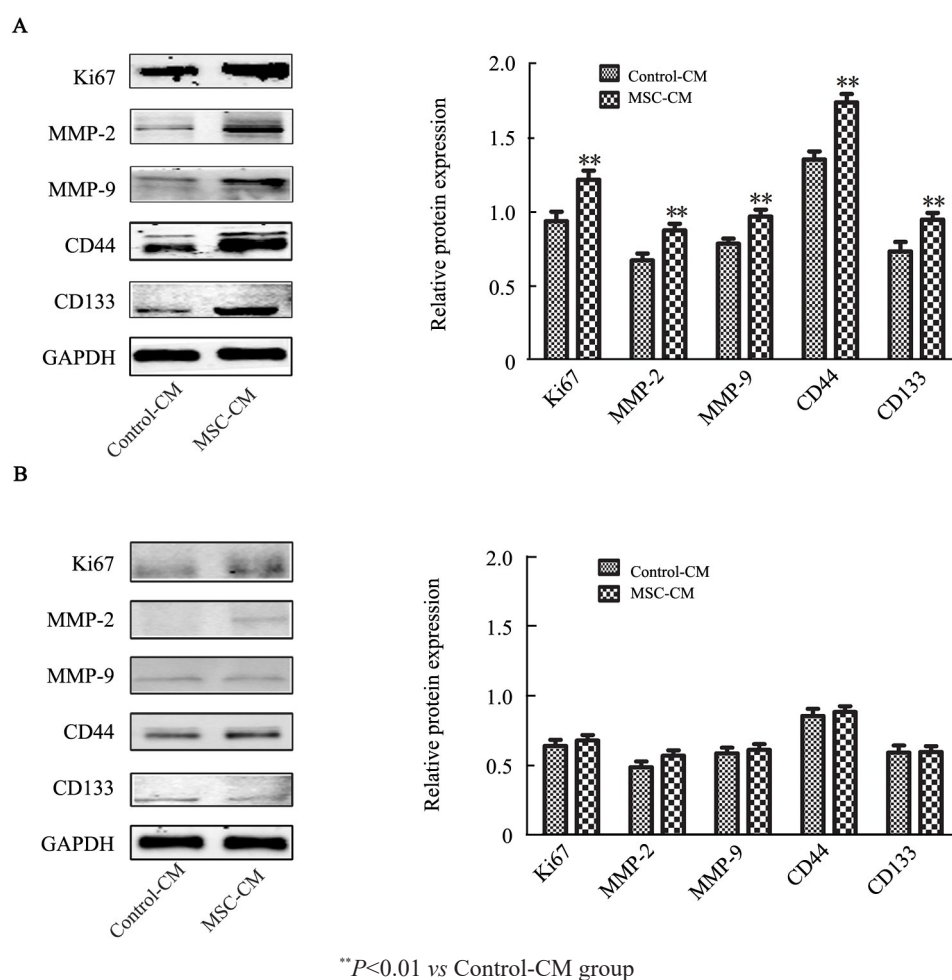 A
Ki67
MMP-2
MMP-9
CD44
CD133
GAPDH
Control-CM
MSC-CM
Relative protein expression
2.0
1.5
1.0
0.5
0
Control-CM
MSC-CM
**
**
**
**
**
Ki67
MMP-2
MMP-9
CD44
CD133
B
Ki67
MMP-2
MMP-9
CD44
CD133
GAPDH
Control-CM
MSC-CM
Relative protein expression
2.0
1.5
1.0
0.5
0
Control-CM
MSC-CM
Ki67
MMP-2
MMP-9
CD44
CD133
**P<0.01 vs Control-CM group